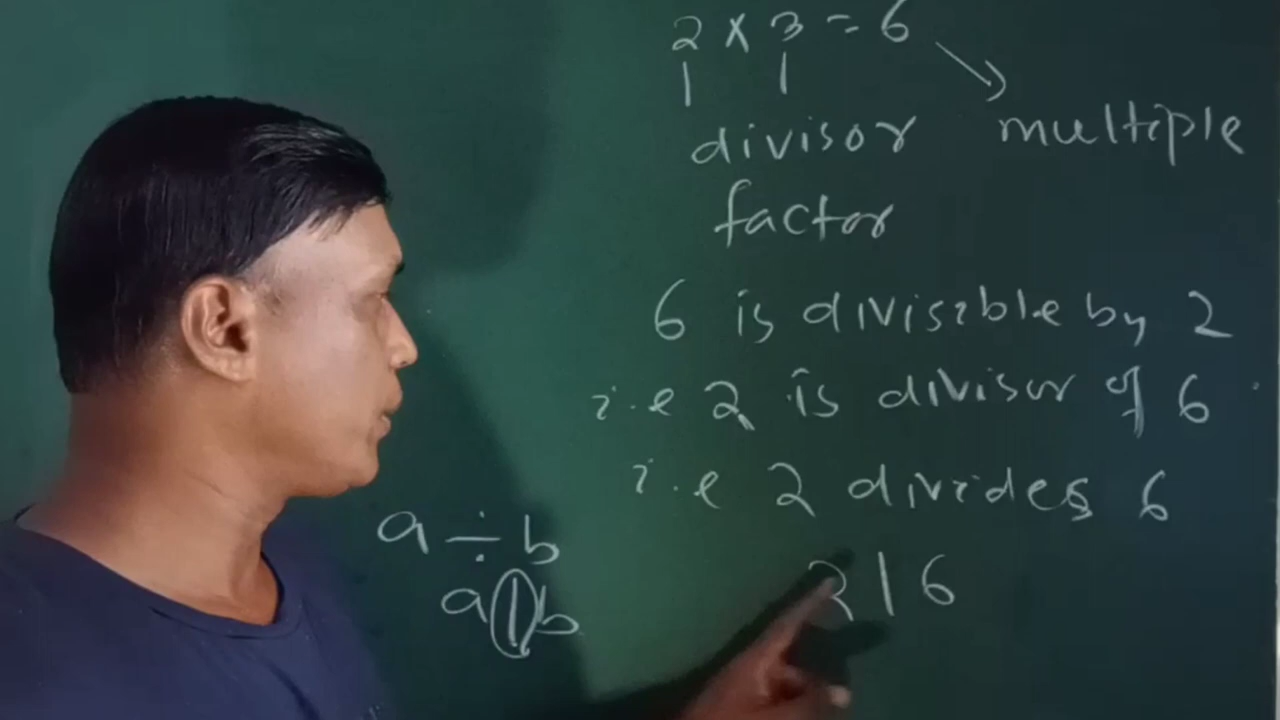 2 × 3 = 6
divisor multiple
factor
6 is divisible by 2
i.e 2 is divisor of 6
i.e 2 divides 6
a ÷ b
2 | 6
a | b